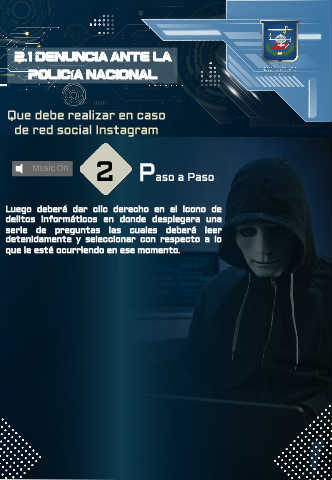 2.1 DENUNCIA ANTE LA
POLICÍA NACIONAL
Que debe realizar en caso
de red social Instagram
Music On
2
Paso a Paso
Luego deberá dar clic derecho en el icono de
delitos informáticos en donde desplegara una
serie de preguntas las cuales deberá leer
detenidamente y seleccionar con respecto a lo
que le esté ocurriendo en ese momento.